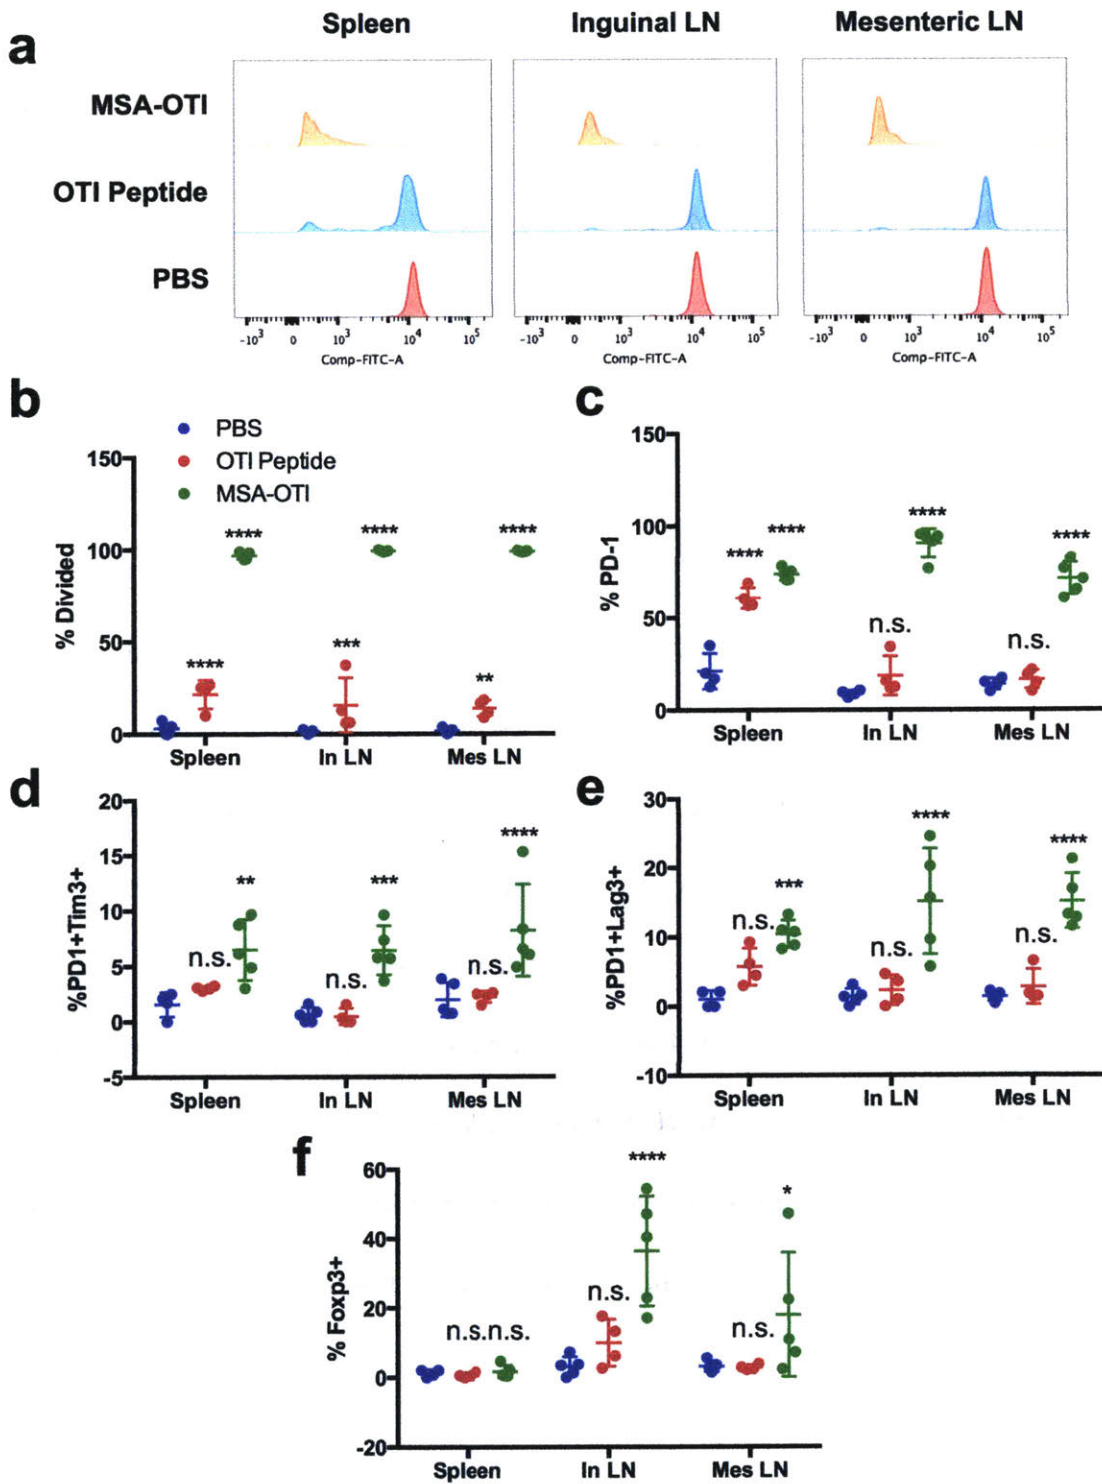 a
Spleen Inguinal LN Mesenteric LN
MSA-OTI
OTI Peptide
PBS
-10³ 0 10³ 10⁴ 10⁵ -10³ 0 10³ 10⁴ 10⁵ -10³ 0 10³ 10⁴ 10⁵
Comp-FITC-A Comp-FITC-A Comp-FITC-A
b
PBS
OTI Peptide
MSA-OTI
% Divided
150
100
50
0
**** **** ****
**** *** **
Spleen In LN Mes LN
c
% PD-1
150
100
50
0
**** **** n.s. **** n.s. ****
Spleen In LN Mes LN
d
%PD1+Tim3+
20
15
10
5
0
-5
n.s. ** n.s. *** n.s. ****
Spleen In LN Mes LN
e
%PD1+Lag3+
30
20
10
0
-10
n.s. *** n.s. **** n.s. ****
Spleen In LN Mes LN
f
% Foxp3+
60
40
20
0
-20
n.s. n.s. n.s. **** n.s. *
Spleen In LN Mes LN